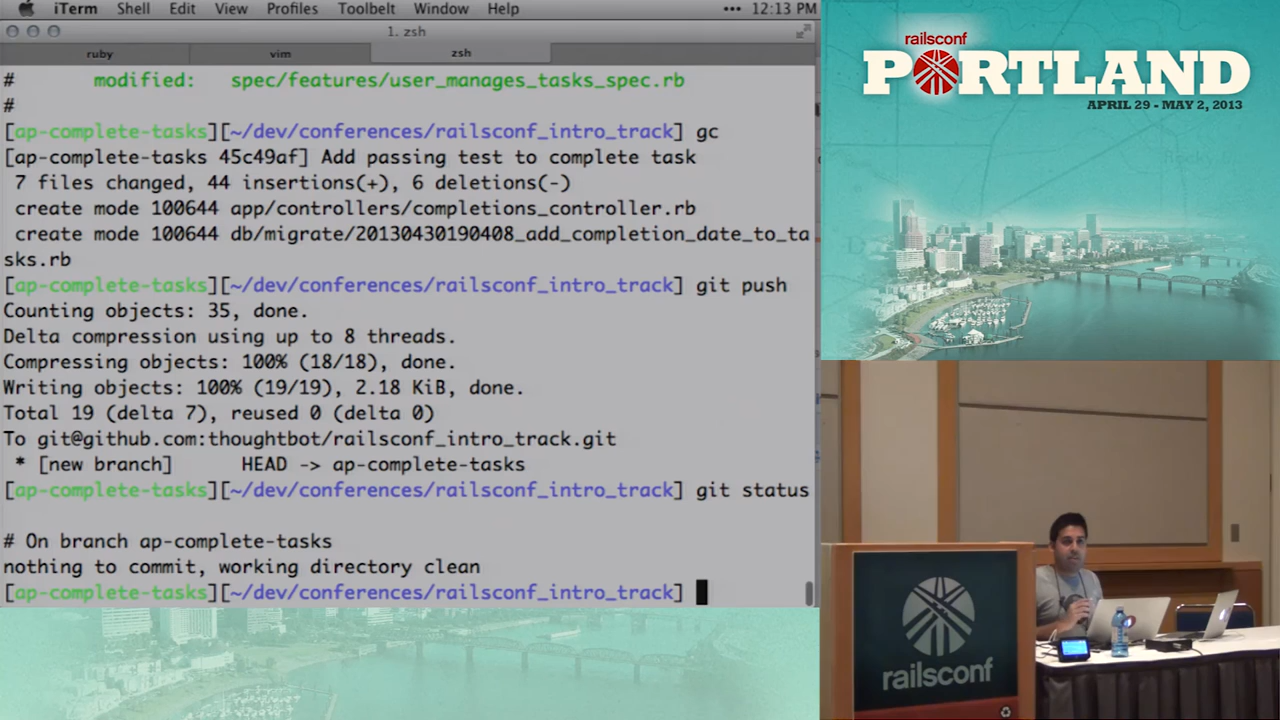 iTerm Shell Edit View Profiles Toolbelt Window Help ••• 12:13 PM
1. zsh
ruby vim zsh
# modified: spec/features/user_manages_tasks_spec.rb
#
[ap-complete-tasks][~/dev/conferences/railsconf_intro_track] gc
[ap-complete-tasks 45c49af] Add passing test to complete task
7 files changed, 44 insertions(+), 6 deletions(-)
create mode 100644 app/controllers/completions_controller.rb
create mode 100644 db/migrate/20130430190408_add_completion_date_to_ta
sks.rb
[ap-complete-tasks][~/dev/conferences/railsconf_intro_track] git push
Counting objects: 35, done.
Delta compression using up to 8 threads.
Compressing objects: 100% (18/18), done.
Writing objects: 100% (19/19), 2.18 KiB, done.
Total 19 (delta 7), reused 0 (delta 0)
To git@github.com:thoughtbot/railsconf_intro_track.git
* [new branch] HEAD -> ap-complete-tasks
[ap-complete-tasks][~/dev/conferences/railsconf_intro_track] git status
# On branch ap-complete-tasks
nothing to commit, working directory clean
[ap-complete-tasks][~/dev/conferences/railsconf_intro_track]
railsconf
PORTLAND
APRIL 29 - MAY 2, 2013
railsconf